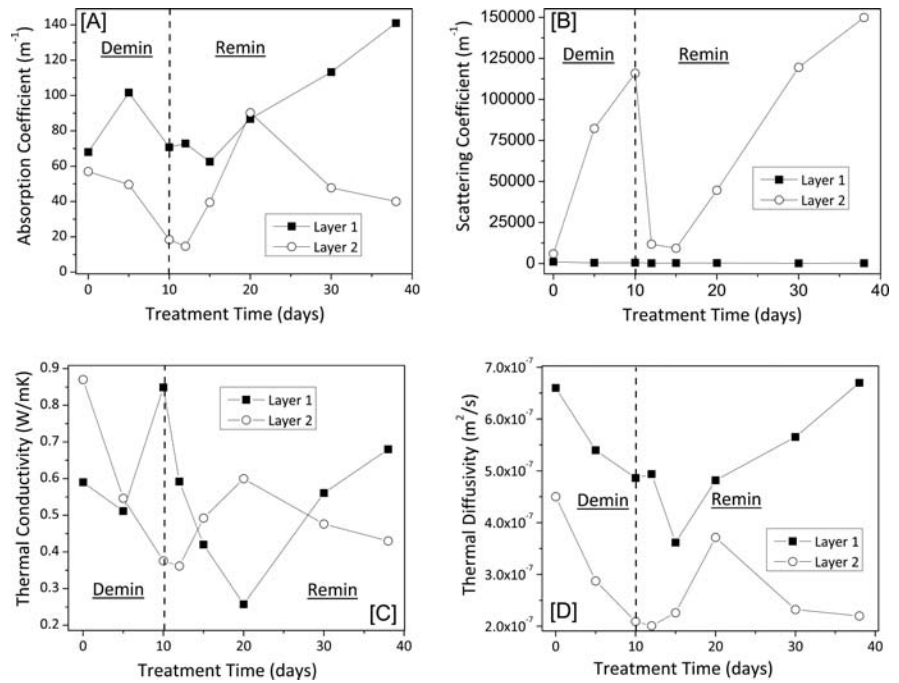 [A]
Demin
Remin
Absorption Coefficient (m⁻¹)
140
120
100
80
60
40
20
0
Layer 1
Layer 2
0 10 20 30 40
Treatment Time (days)
[B]
Demin
Remin
Scattering Coefficient (m⁻¹)
150000
125000
100000
75000
50000
25000
0
Layer 1
Layer 2
0 10 20 30 40
Treatment Time (days)
Thermal Conductivity (W/mK)
0.9
0.8
0.7
0.6
0.5
0.4
0.3
0.2
Layer 1
Layer 2
Demin
Remin
[C]
0 10 20 30 40
Treatment Time (days)
Thermal Diffusivity (m²/s)
7.0x10⁻⁷
6.0x10⁻⁷
5.0x10⁻⁷
4.0x10⁻⁷
3.0x10⁻⁷
2.0x10⁻⁷
Demin
Remin
Layer 1
Layer 2
[D]
0 10 20 30 40
Treatment Time (days)